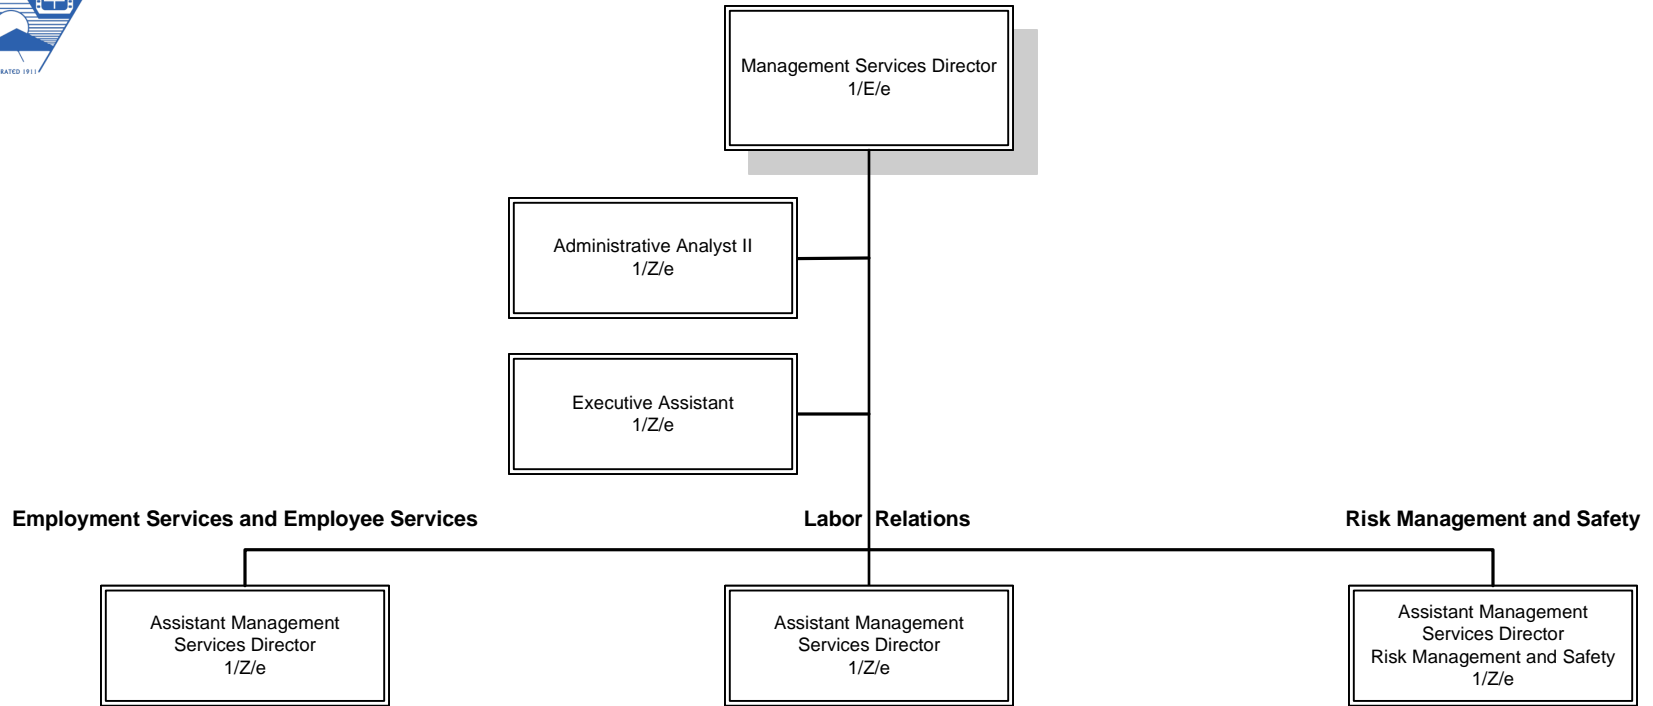 RATED 1911
Management Services Director
1/E/e
Administrative Analyst II
1/Z/e
Executive Assistant
1/Z/e
Employment Services and Employee Services
Labor Relations
Risk Management and Safety
Assistant Management
Services Director
1/Z/e
Assistant Management
Services Director
1/Z/e
Assistant Management
Services Director
Risk Management and Safety
1/Z/e